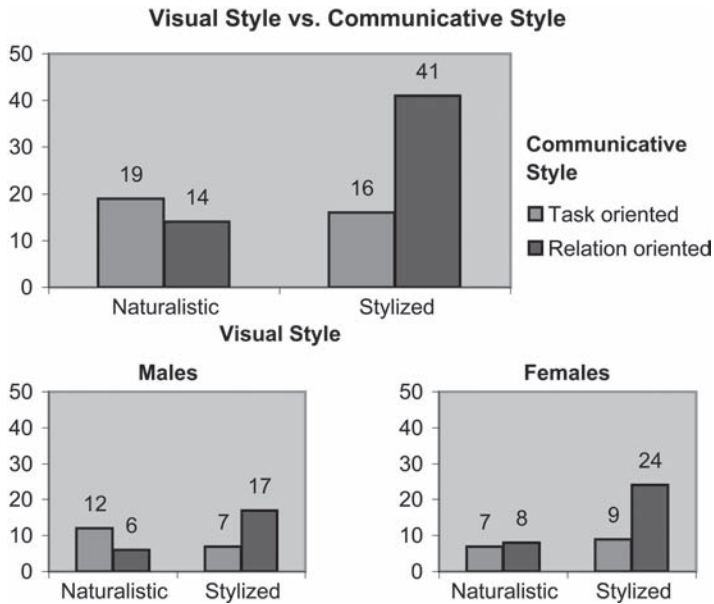 Visual Style vs. Communicative Style
50
40
30
20
10
0
19
14
16
41
Naturalistic
Stylized
Visual Style
Communicative
Style
Task oriented
Relation oriented
Males
50
40
30
20
10
0
12
6
7
17
Naturalistic
Stylized
Females
50
40
30
20
10
0
7
8
9
24
Naturalistic
Stylized